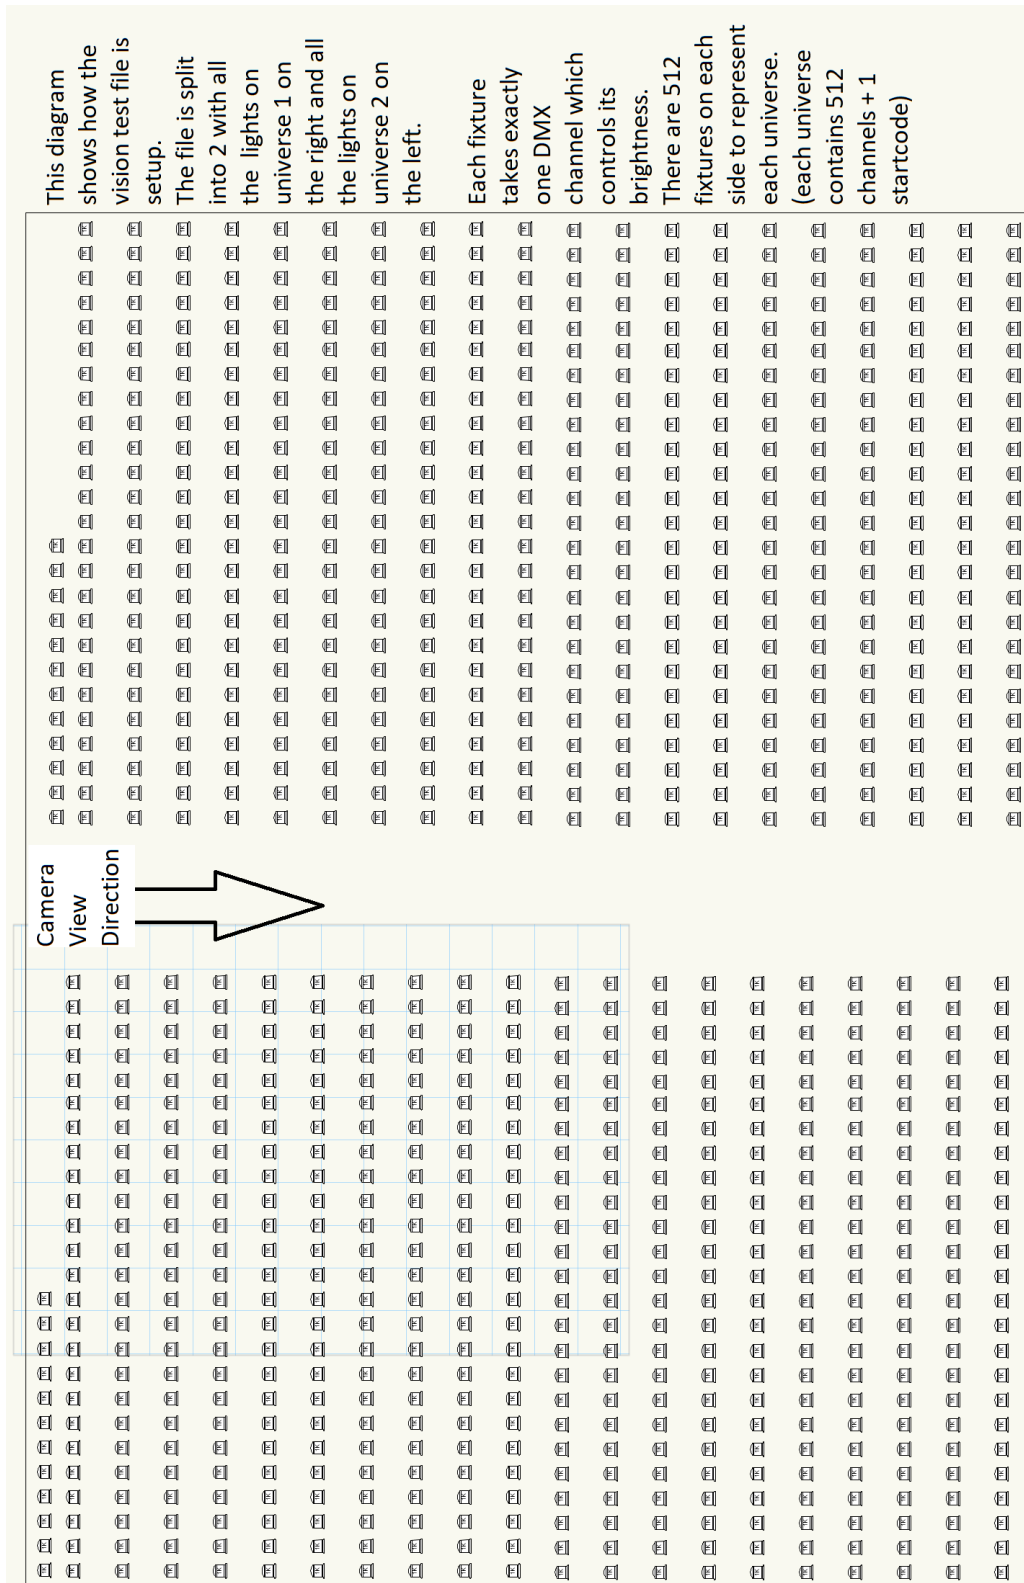 This diagram
shows how the
vision test file is
setup.
The file is split
into 2 with all
the lights on
universe 1 on
the right and all
the lights on
universe 2 on
the left.
Each fixture
takes exactly
one DMX
channel which
controls its
brightness.
There are 512
fixtures on each
side to represent
each universe.
(each universe
contains 512
channels + 1
startcode)
Camera
View
Direction